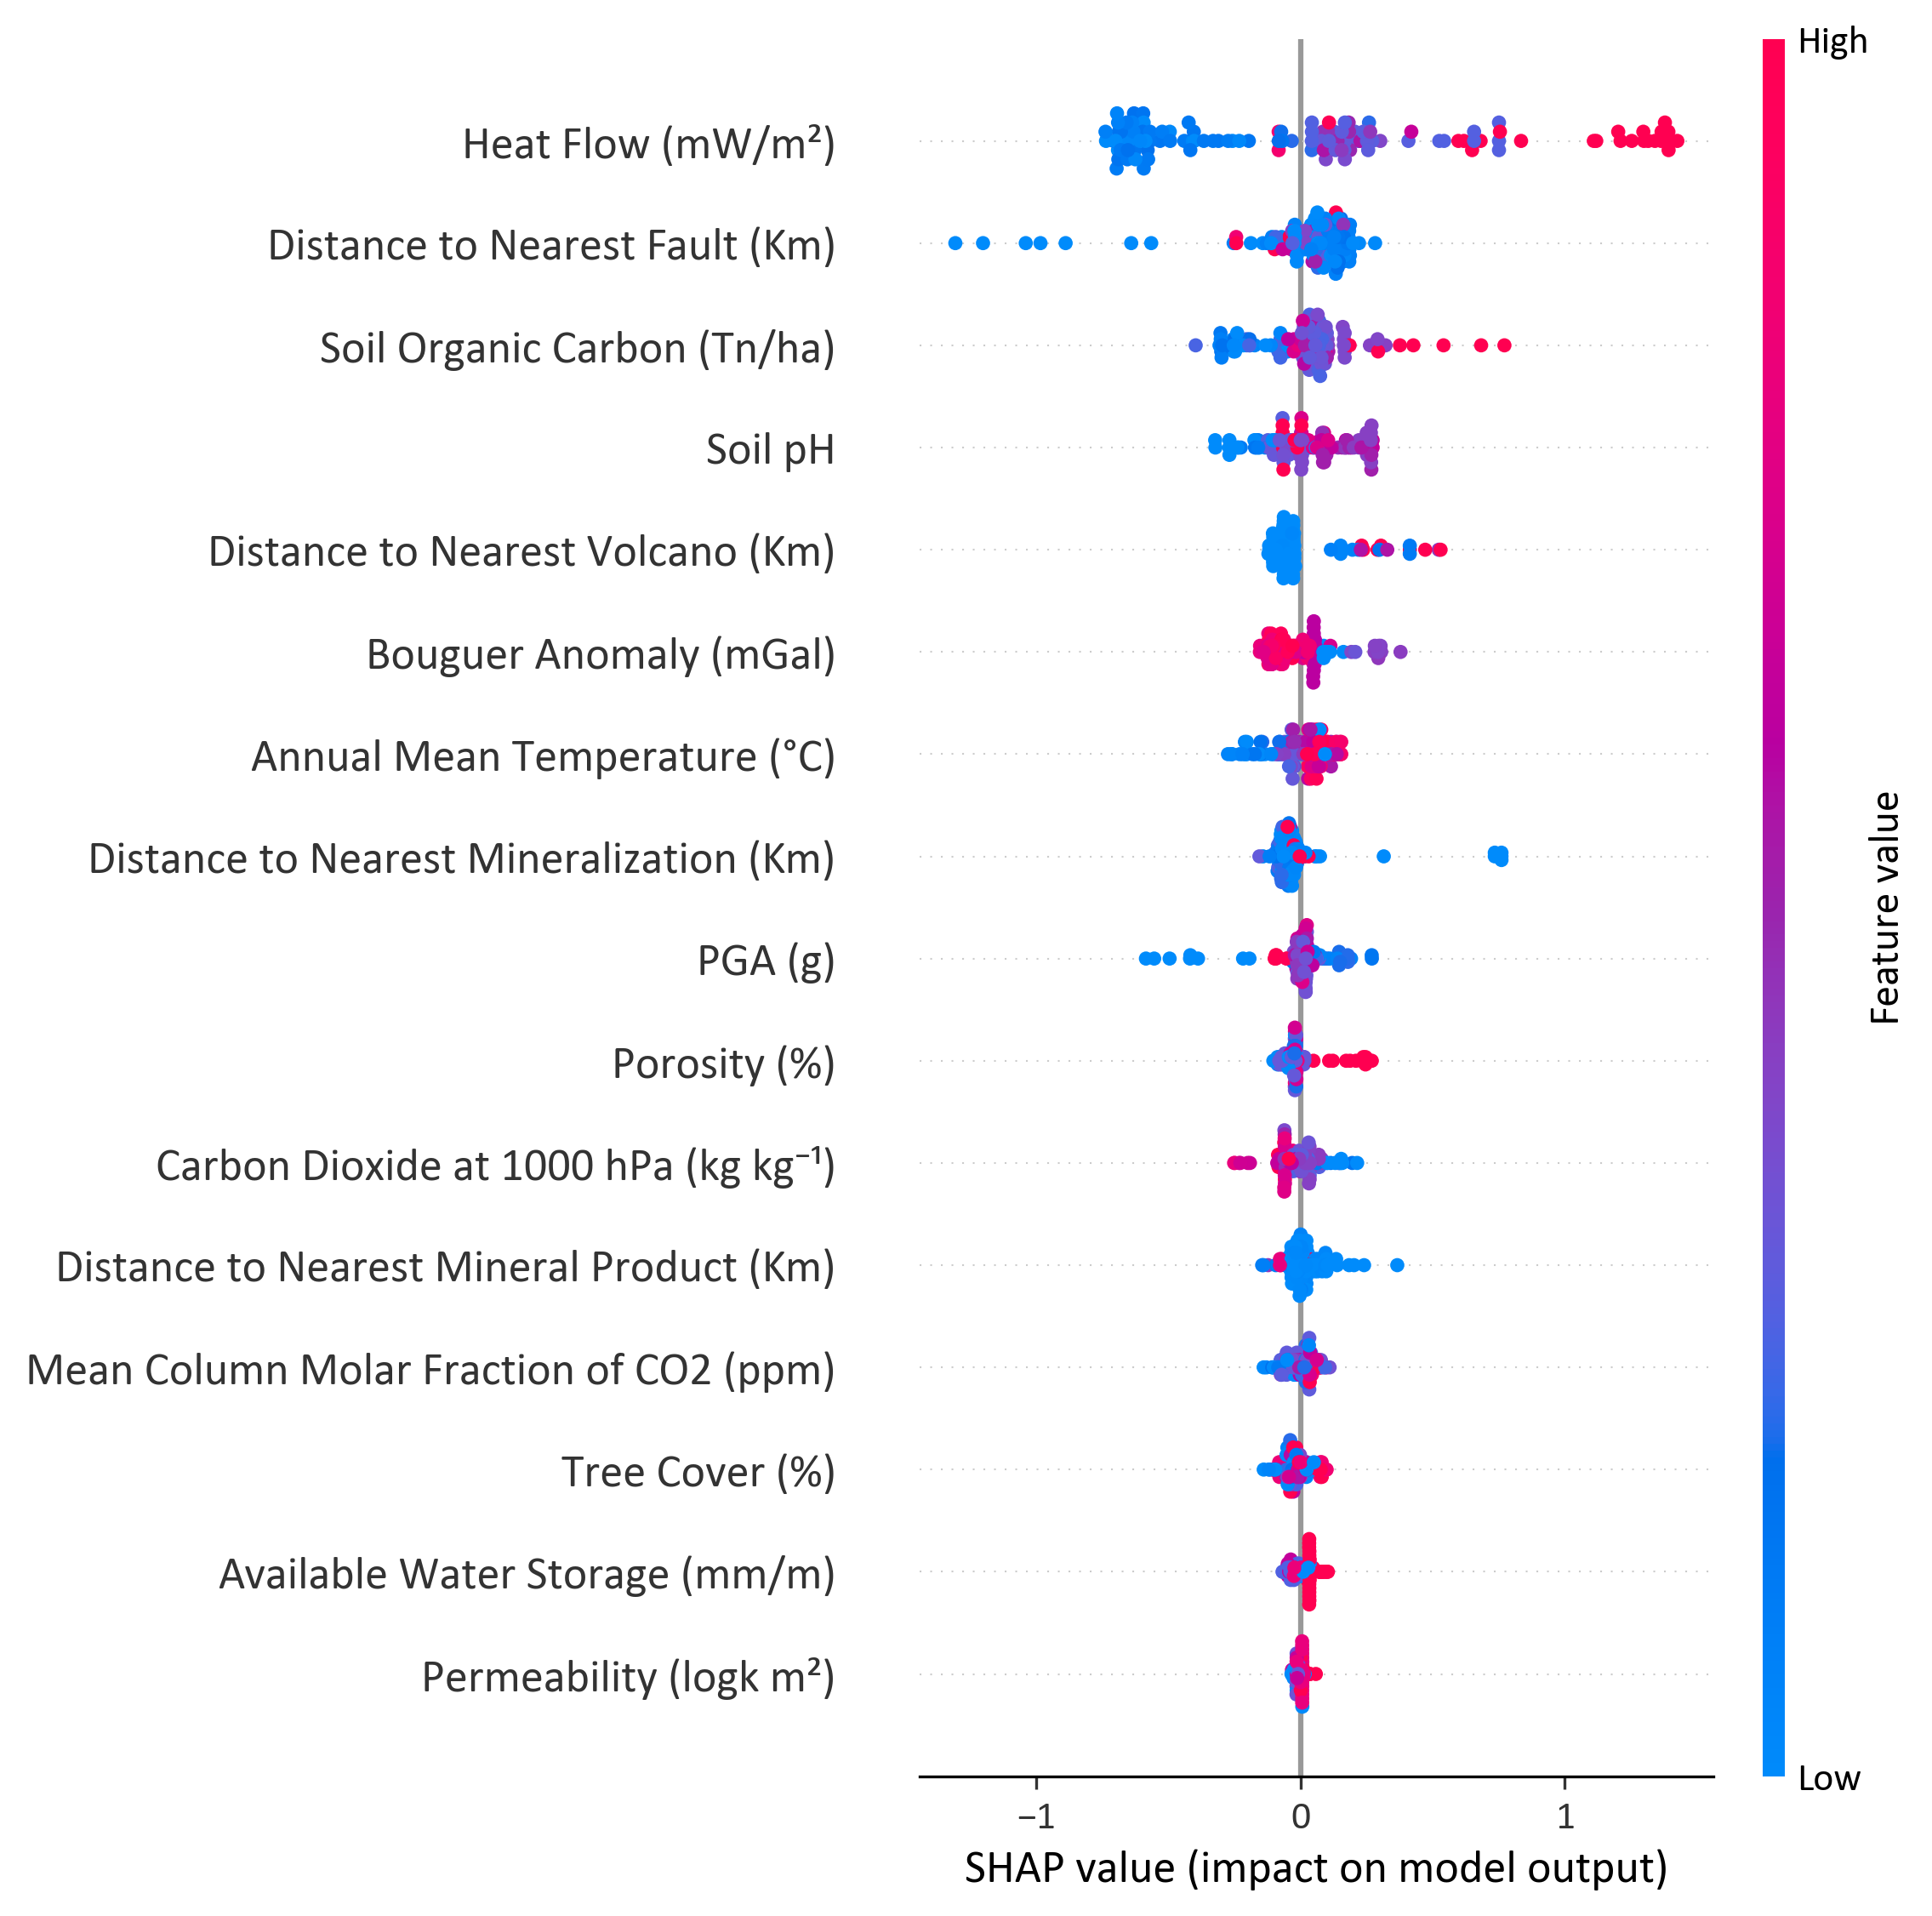 High
Heat Flow (mW/m²)
Distance to Nearest Fault (Km)
Soil Organic Carbon (Tn/ha)
Soil pH
Distance to Nearest Volcano (Km)
Bouguer Anomaly (mGal)
Annual Mean Temperature (°C)
Distance to Nearest Mineralization (Km)
PGA (g)
Porosity (%)
Carbon Dioxide at 1000 hPa (kg kg⁻¹)
Distance to Nearest Mineral Product (Km)
Mean Column Molar Fraction of CO2 (ppm)
Tree Cover (%)
Available Water Storage (mm/m)
Permeability (logk m²)
Feature value
Low
−1 0 1
SHAP value (impact on model output)